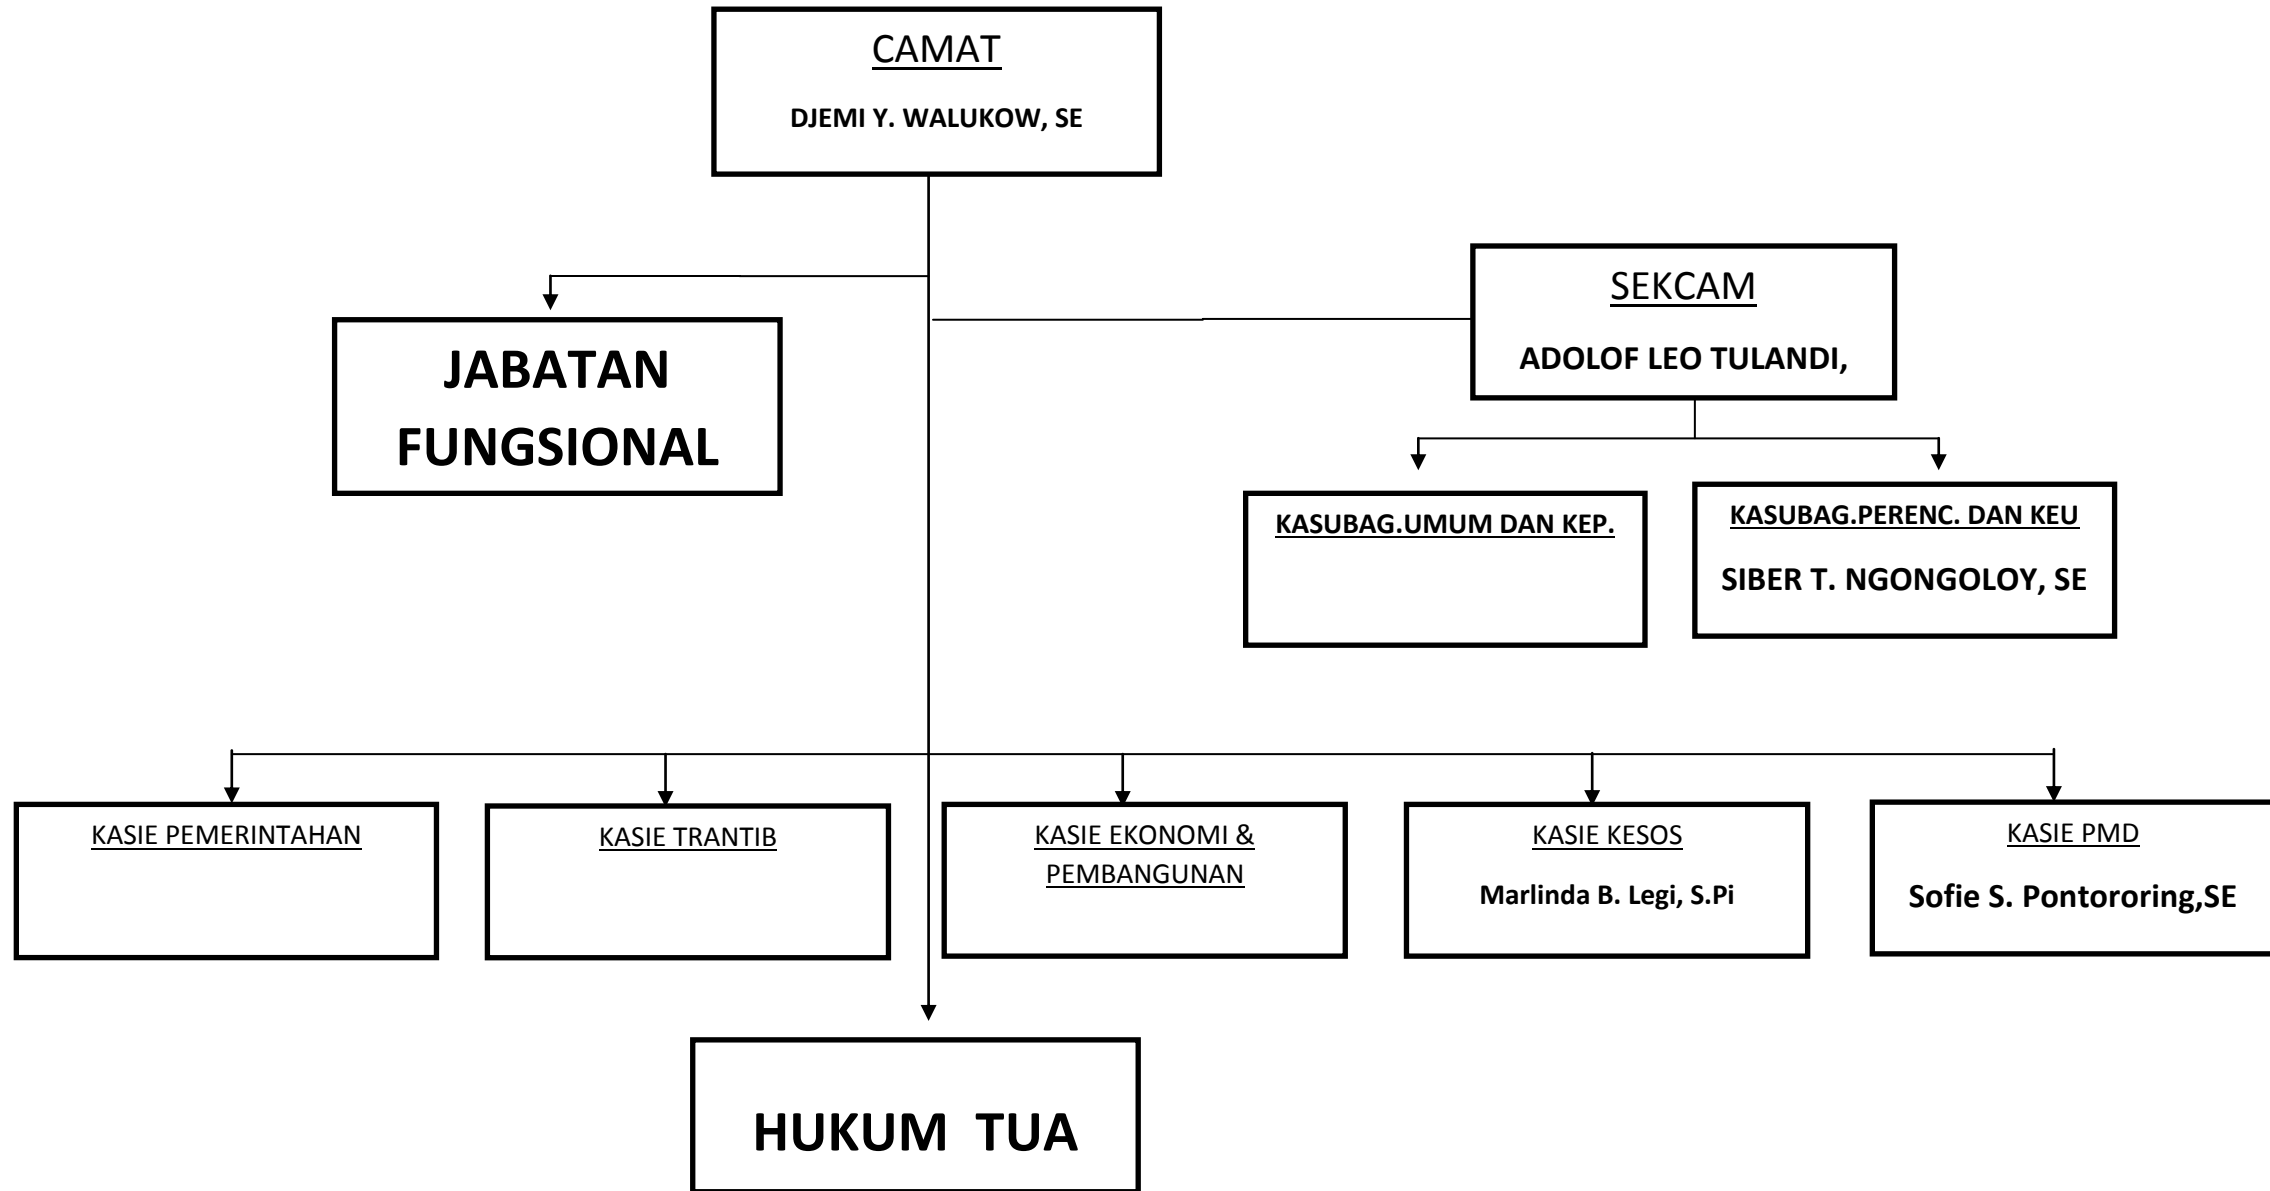 CAMAT
DJEMI Y. WALUKOW, SE
SEKCAM
ADOLOF LEO TULANDI,
JABATAN
FUNGSIONAL
KASUBAG.UMUM DAN KEP.
KASUBAG.PERENC. DAN KEU
SIBER T. NGONGOLOY, SE
KASIE PEMERINTAHAN
KASIE TRANTIB
KASIE EKONOMI &
PEMBANGUNAN
KASIE KESOS
Marlinda B. Legi, S.Pi
KASIE PMD
Sofie S. Pontororing,SE
HUKUM  TUA